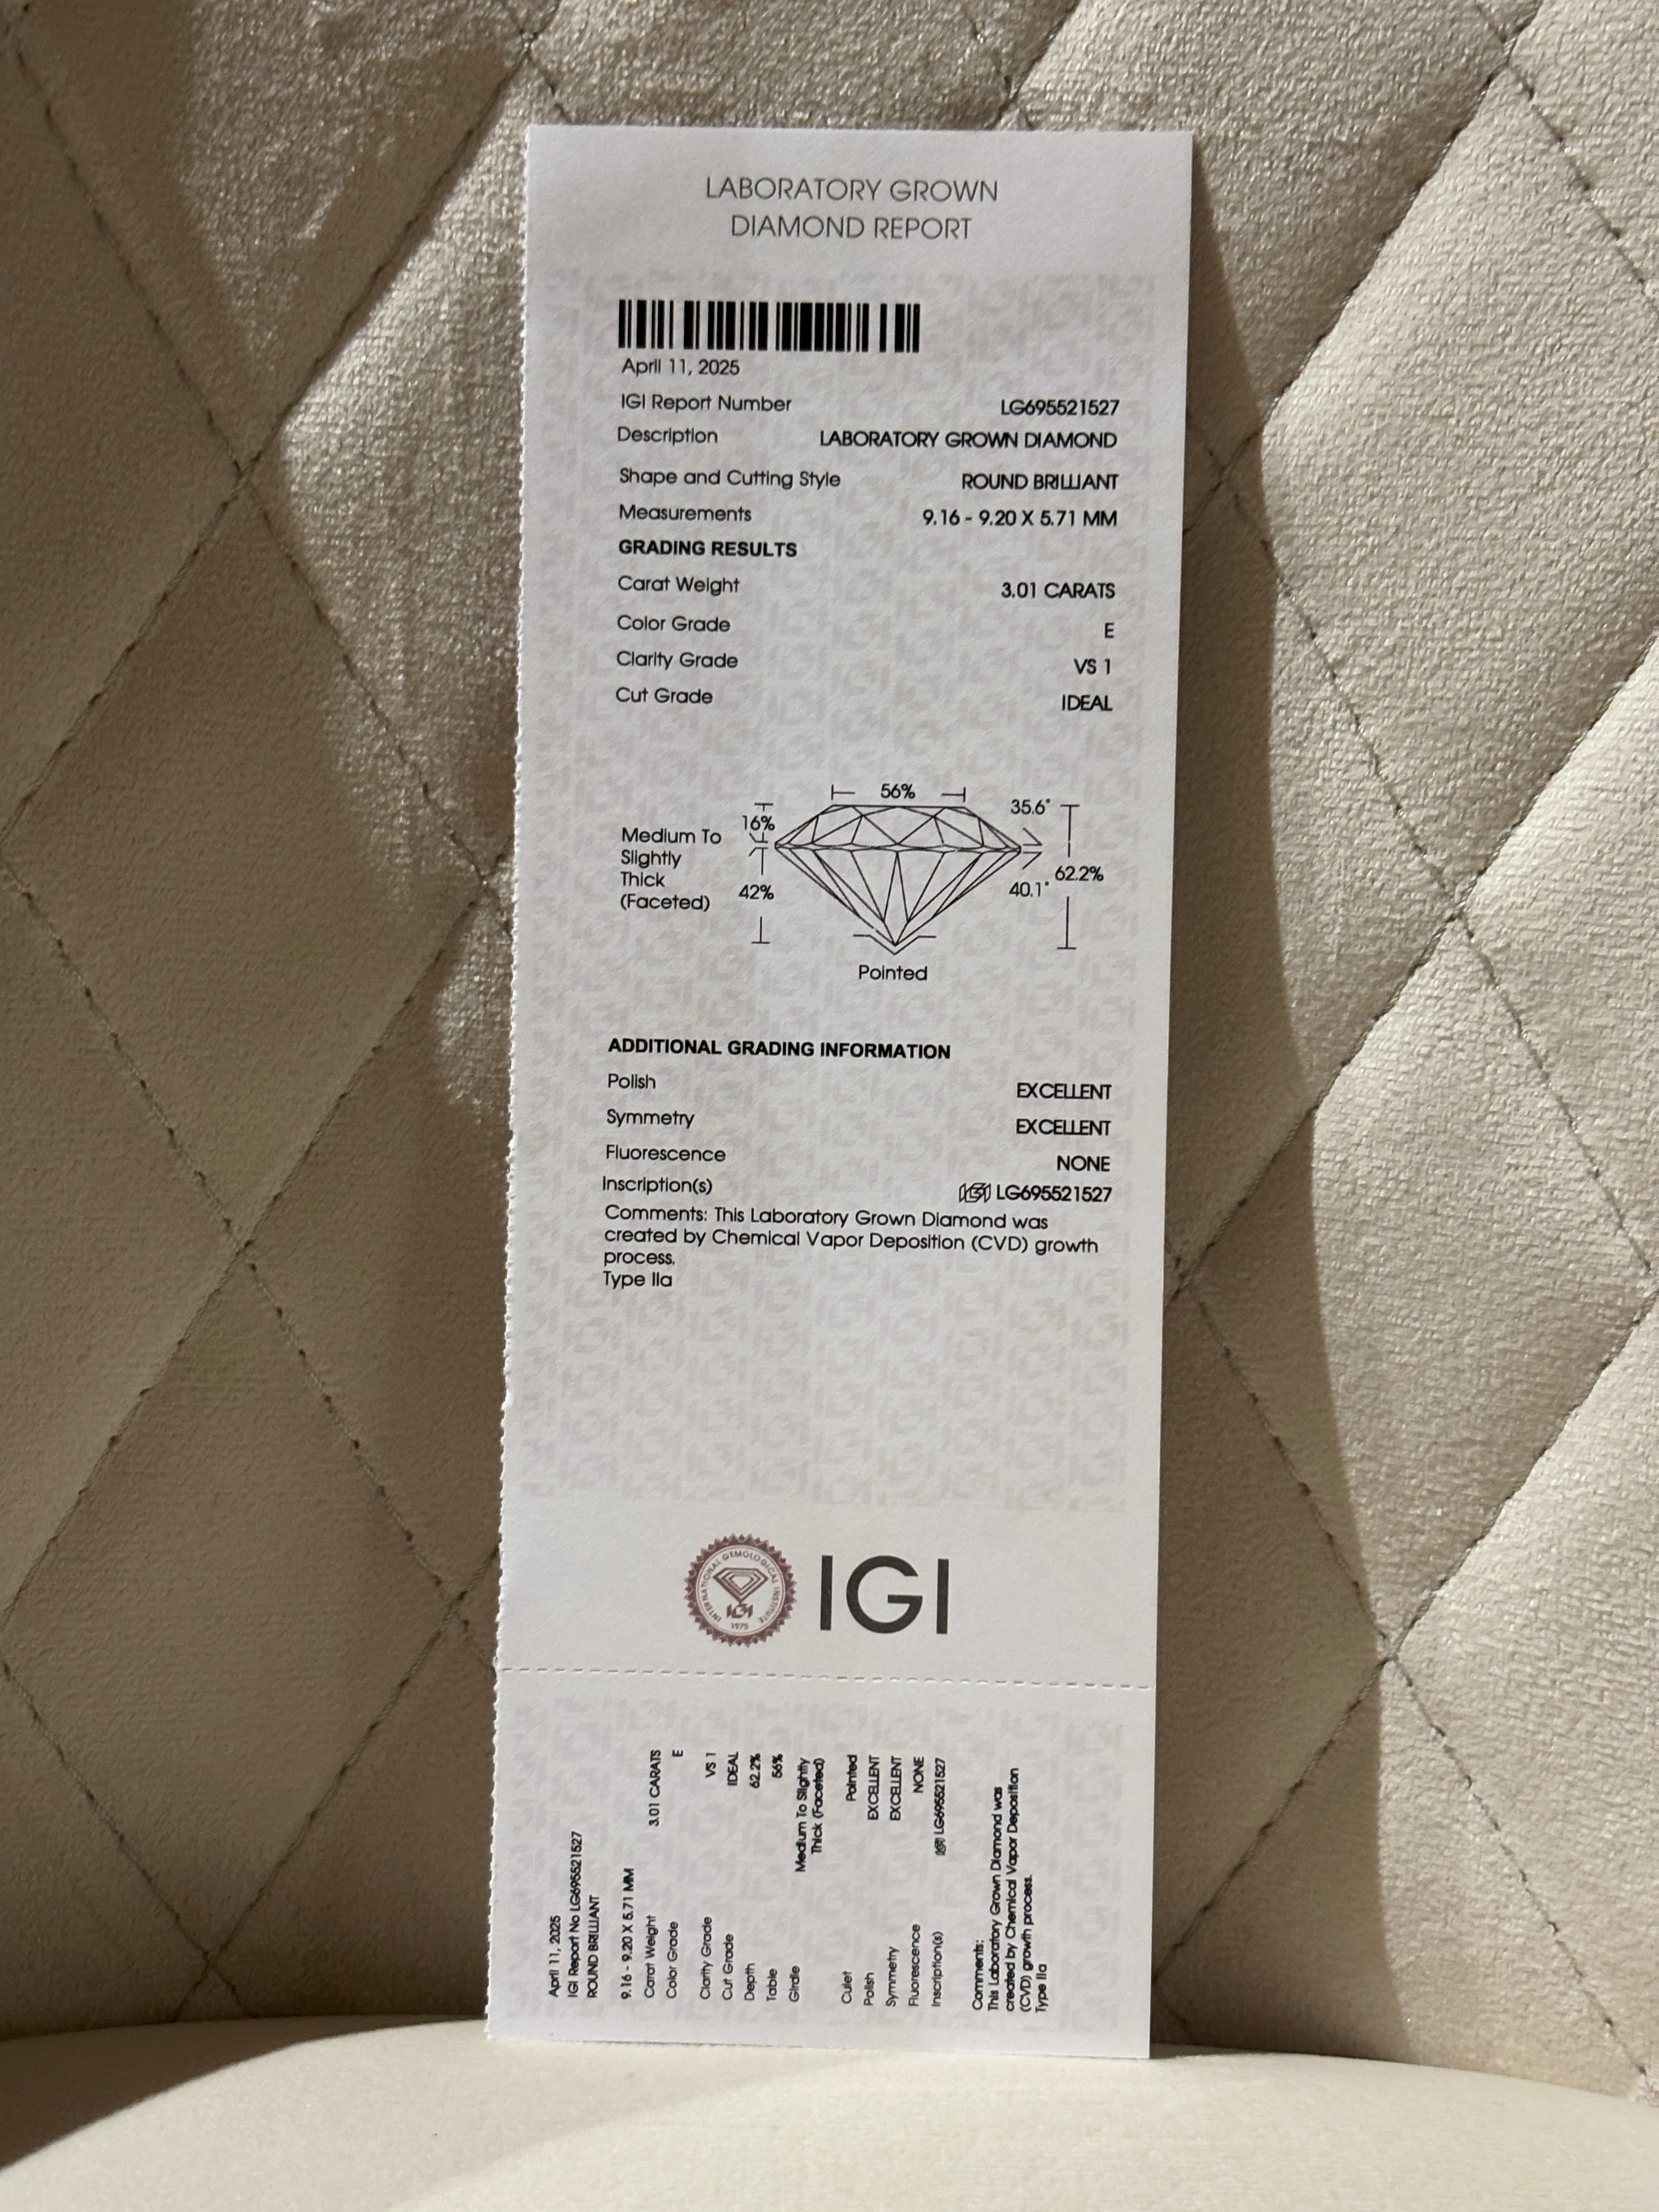 LABORATORY GROWN
DIAMOND REPORT
April 11, 2025
IGI Report Number LG695521527
Description LABORATORY GROWN DIAMOND
Shape and Cutting Style ROUND BRILLIANT
Measurements 9.16 - 9.20 X 5.71 MM
GRADING RESULTS
Carat Weight 3.01 CARATS
Color Grade E
Clarity Grade VS 1
Cut Grade IDEAL
56%
35.6°
16%
Medium To
Slightly
Thick
(Faceted)
42%
62.2%
40.1°
Pointed
ADDITIONAL GRADING INFORMATION
Polish EXCELLENT
Symmetry EXCELLENT
Fluorescence NONE
Inscription(s) IGI LG695521527
Comments: This Laboratory Grown Diamond was
created by Chemical Vapor Deposition (CVD) growth
process.
Type IIa
INTERNATIONAL GEMOLOGICAL INSTITUTE
IGI
1975
IGI
April 11, 2025
IGI Report No LG695521527
ROUND BRILLIANT
9.16 - 9.20 X 5.71 MM
Carat Weight 3.01 CARATS
Color Grade E
Clarity Grade VS 1
Cut Grade IDEAL
Depth 62.2%
Table 56%
Girdle Medium To Slightly
Thick (Faceted)
Culet Pointed
Polish EXCELLENT
Symmetry EXCELLENT
Fluorescence NONE
Inscription(s) IGI LG695521527
Comments:
This Laboratory Grown Diamond was
created by Chemical Vapor Deposition
(CVD) growth process.
Type IIa